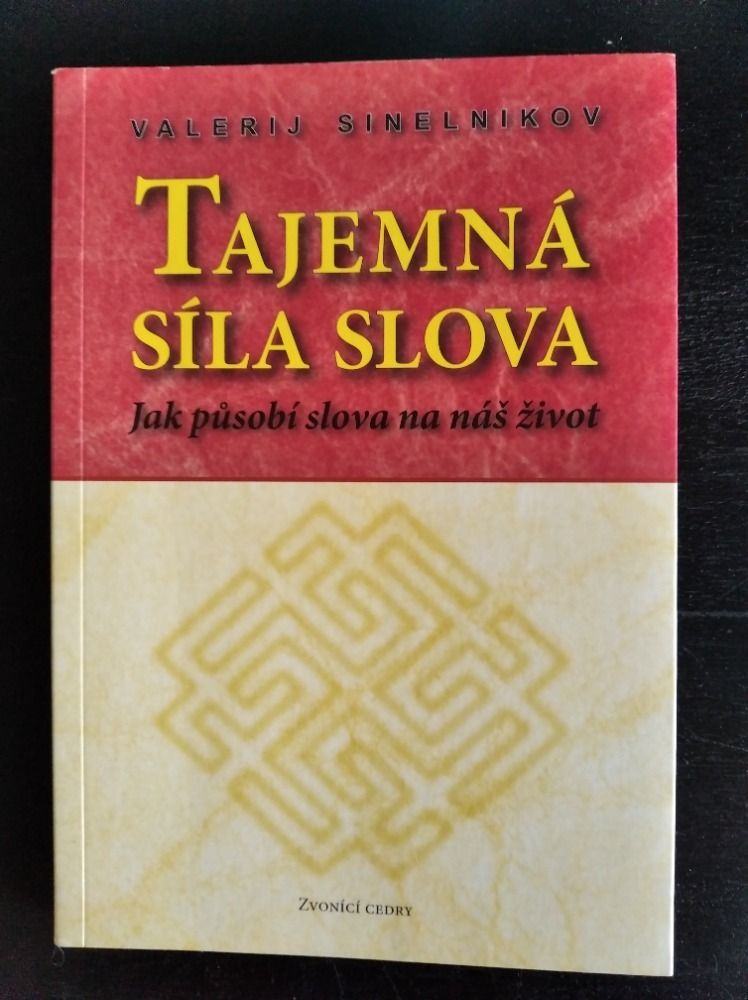 VALERIJ SINELNIKOV
TAJEMNÁ
SÍLA SLOVA
Jak působí slova na náš život
ZVONÍCÍ CEDRY